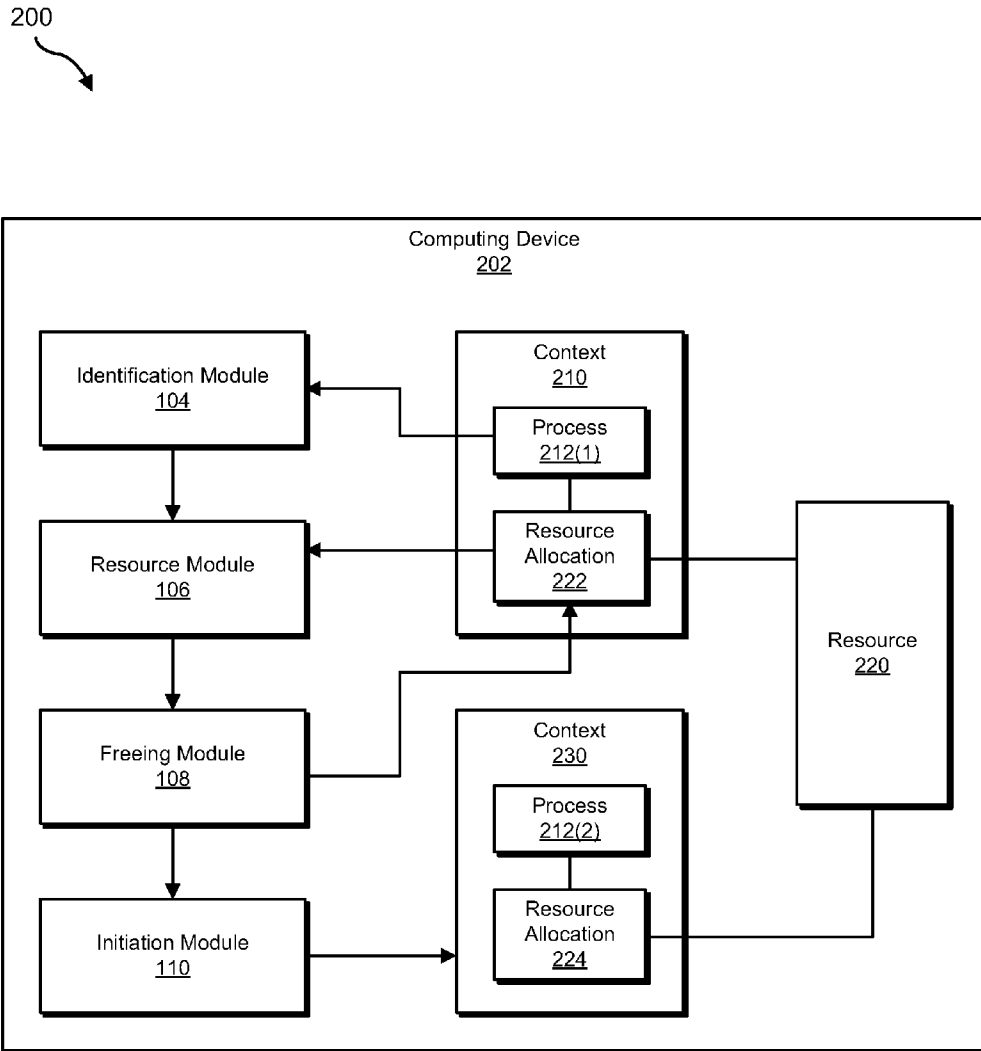 200
Computing Device
202
Identification Module
104
Resource Module
106
Freeing Module
108
Initiation Module
110
Context
210
Process
212(1)
Resource
Allocation
222
Context
230
Process
212(2)
Resource
Allocation
224
Resource
220